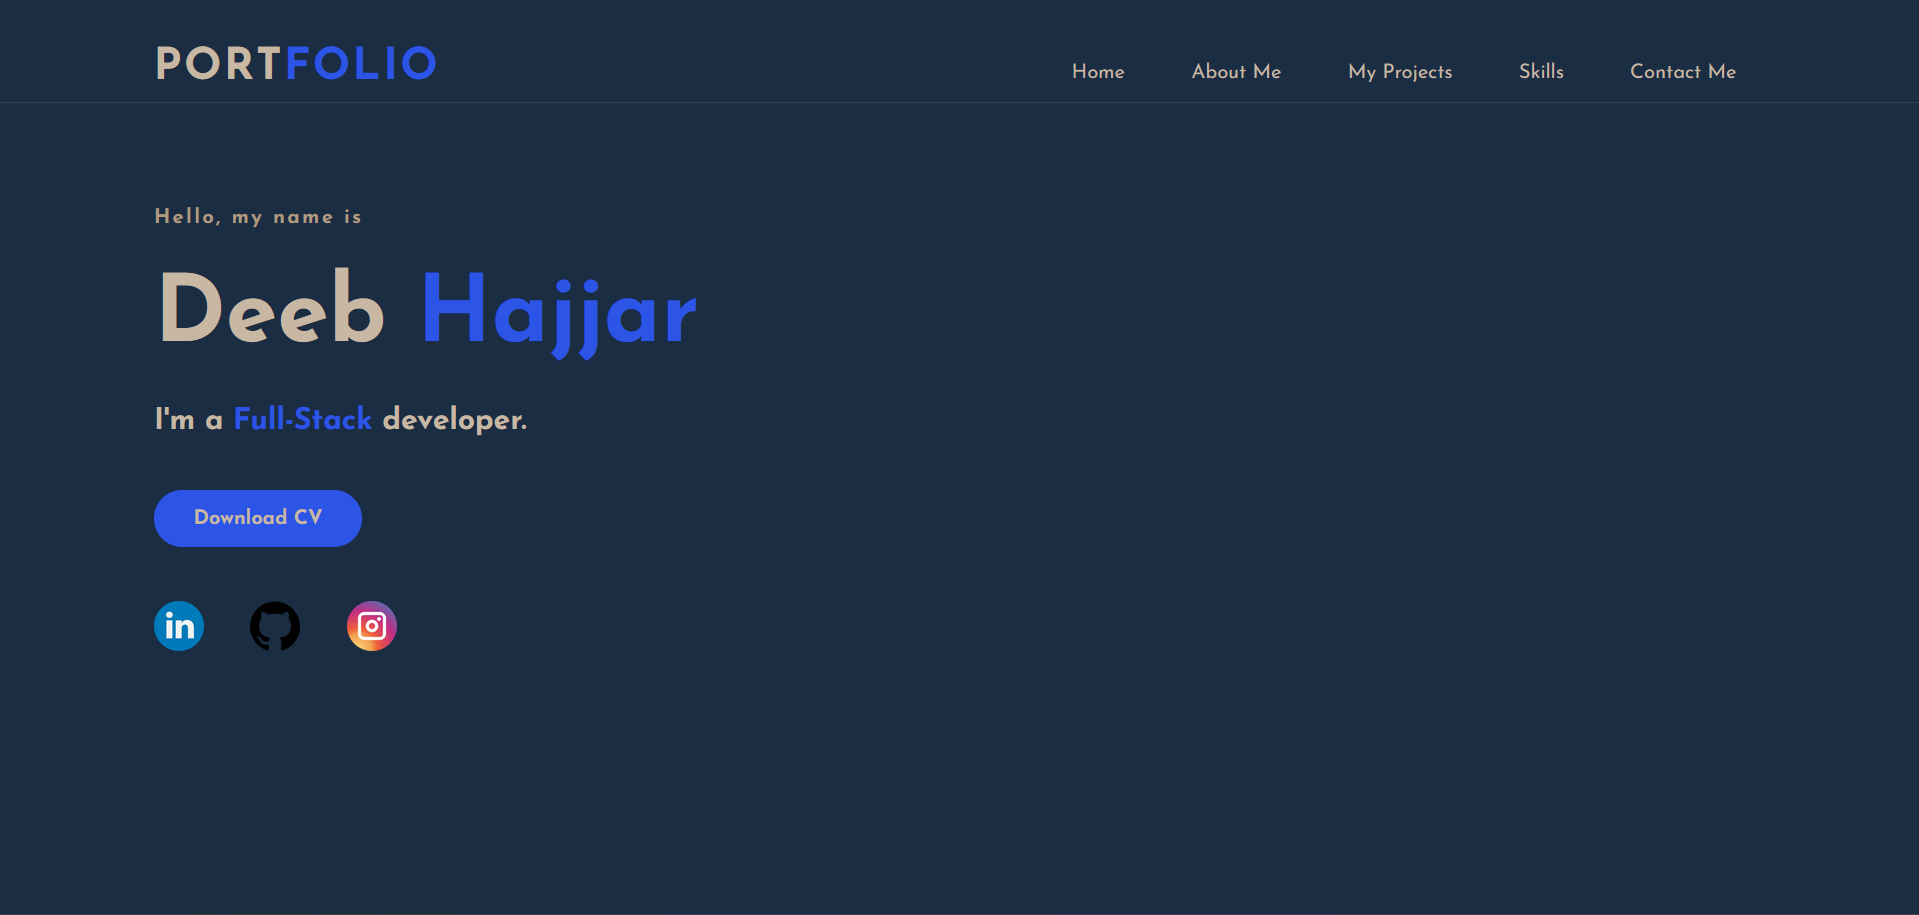 PORTFOLIO
Home About Me My Projects Skills Contact Me
Hello, my name is
Deeb Hajjar
I'm a Full-Stack developer.
Download CV
in